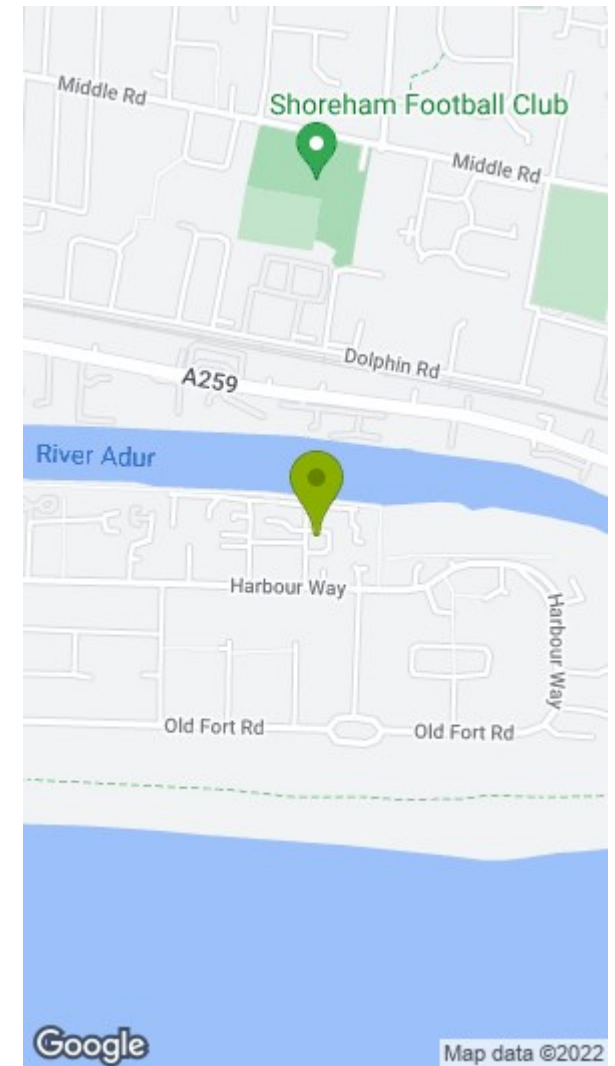 Middle Rd
Shoreham Football Club
Middle Rd
Dolphin Rd
A259
River Adur
Harbour Way
Harbour Way
Old Fort Rd
Old Fort Rd
Google
Map data ©2022